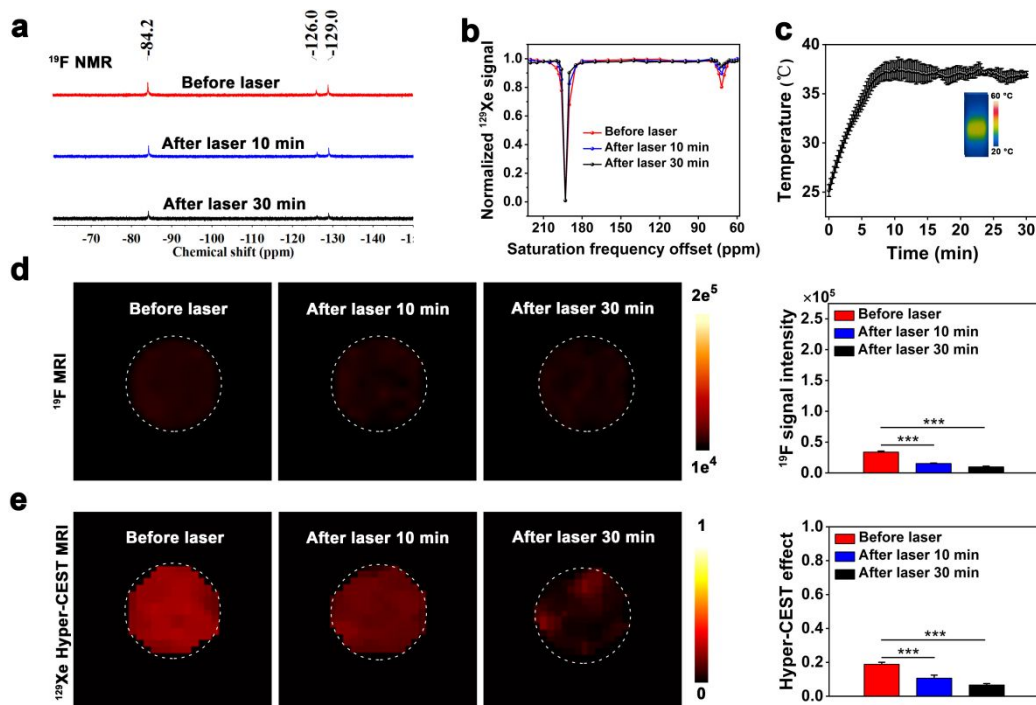 a
-84.2
-126.0
-129.0
¹⁹F NMR
Before laser
After laser 10 min
After laser 30 min
-70 -80 -90 -100 -110 -120 -130 -140
Chemical shift (ppm)
b
Normalized ¹²⁹Xe signal
1.0
0.8
0.6
0.4
0.2
0.0
Before laser
After laser 10 min
After laser 30 min
210 180 150 120 90 60
Saturation frequency offset (ppm)
c
Temperature (℃)
40
35
30
25
60 °C
20 °C
0 5 10 15 20 25 30
Time (min)
d
¹⁹F MRI
Before laser
After laser 10 min
After laser 30 min
2e⁵
1e⁴
×10⁵
¹⁹F signal intensity
2.5
2.0
1.5
1.0
0.5
0.0
Before laser
After laser 10 min
After laser 30 min
***
***
e
¹²⁹Xe Hyper-CEST MRI
Before laser
After laser 10 min
After laser 30 min
1
0
Hyper-CEST effect
1.0
0.8
0.6
0.4
0.2
0.0
Before laser
After laser 10 min
After laser 30 min
***
***